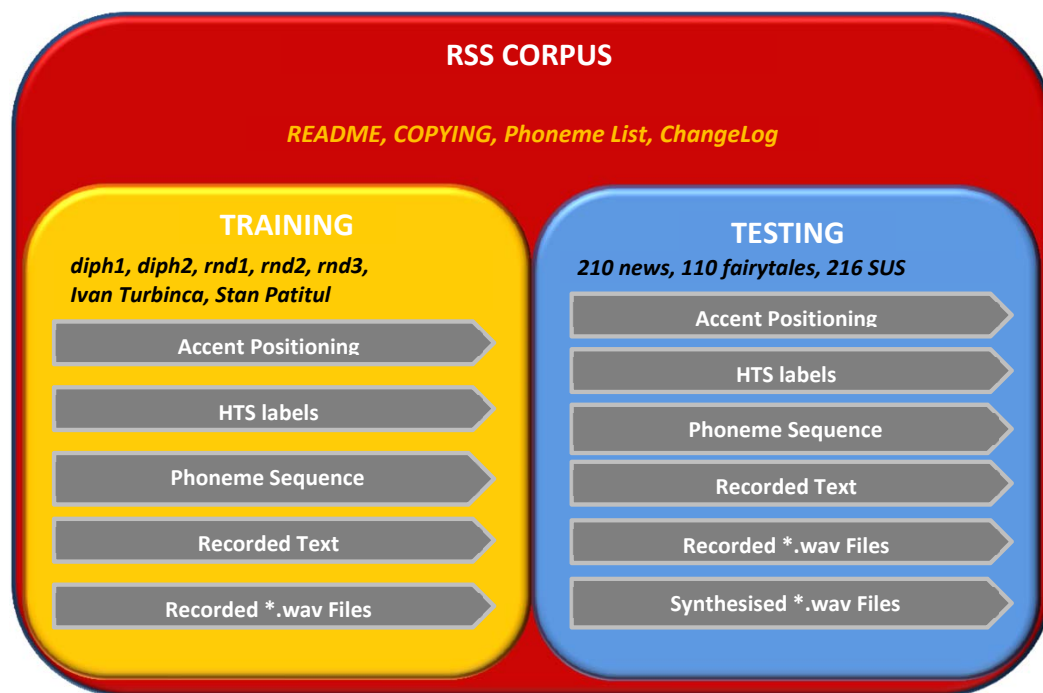 RSS CORPUS
README, COPYING, Phoneme List, ChangeLog
TRAINING
diph1, diph2, rnd1, rnd2, rnd3,
Ivan Turbinca, Stan Patitul
Accent Positioning
HTS labels
Phoneme Sequence
Recorded Text
Recorded *.wav Files
TESTING
210 news, 110 fairytales, 216 SUS
Accent Positioning
HTS labels
Phoneme Sequence
Recorded Text
Recorded *.wav Files
Synthesised *.wav Files